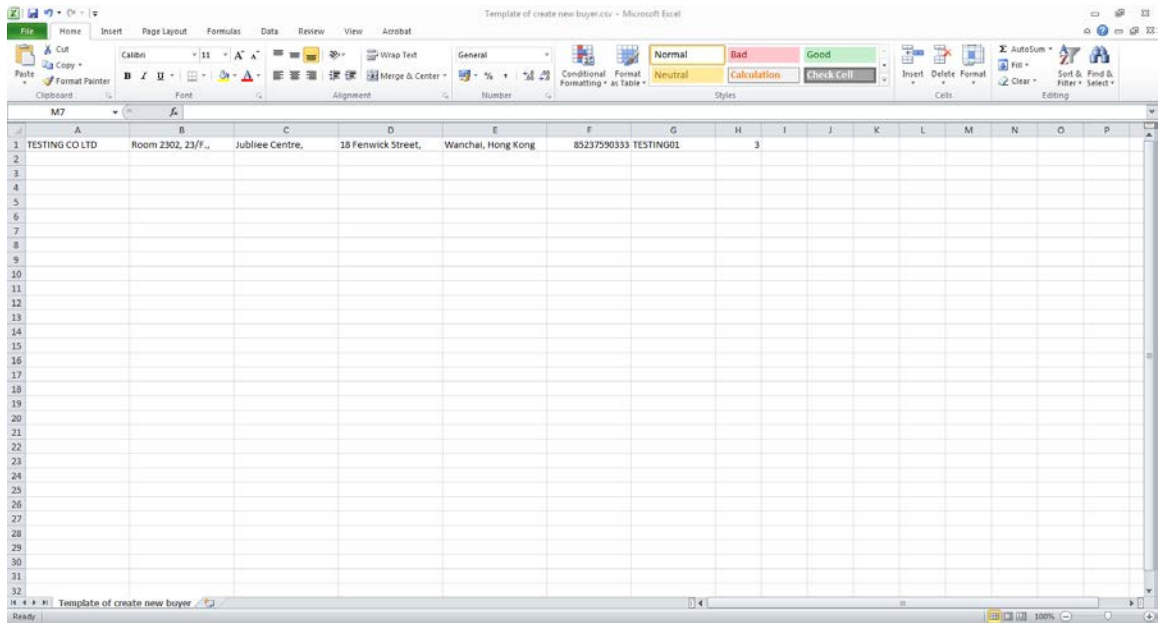 Template of create new buyer.csv - Microsoft Excel
File Home Insert Page Layout Formulas Data Review View Acrobat
Cut
Copy
Format Painter
Paste
Clipboard
Calibri 11
B I U
Font
Wrap Text
Merge & Center
Alignment
General
Number
Conditional Formatting
Format as Table
Normal Bad Good
Neutral Calculation Check Cell
Styles
Insert Delete Format
Cells
Σ AutoSum
Fill
Clear
Sort & Filter
Find & Select
Editing
M7 fx
A B C D E F G H I J K L M N O P
1 TESTING CO LTD Room 2302, 23/F., Jubliee Centre, 18 Fenwick Street, Wanchai, Hong Kong 85237590333 TESTING01 3
2
3
4
5
6
7
8
9
10
11
12
13
14
15
16
17
18
19
20
21
22
23
24
25
26
27
28
29
30
31
32
Template of create new buyer
Ready 100%